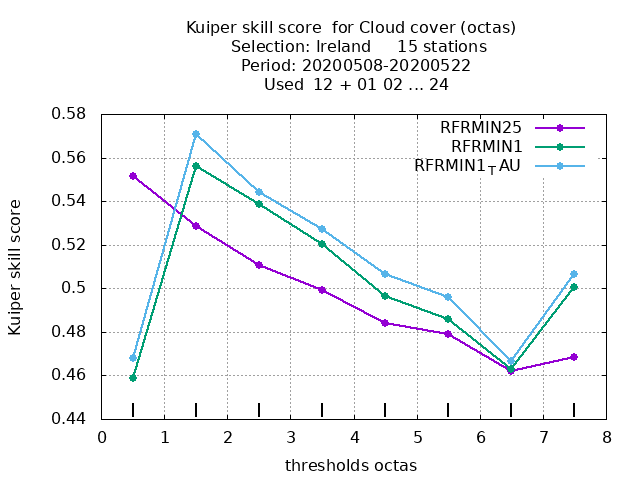 Kuiper skill score  for Cloud cover (octas)
Selection: Ireland     15 stations
Period: 20200508-20200522
Used  12 + 01 02 ... 24
RFRMIN25
RFRMIN1
RFRMIN1TAU
0.58
0.56
0.54
0.52
0.5
0.48
0.46
0.44
Kuiper skill score
0 1 2 3 4 5 6 7 8
thresholds octas